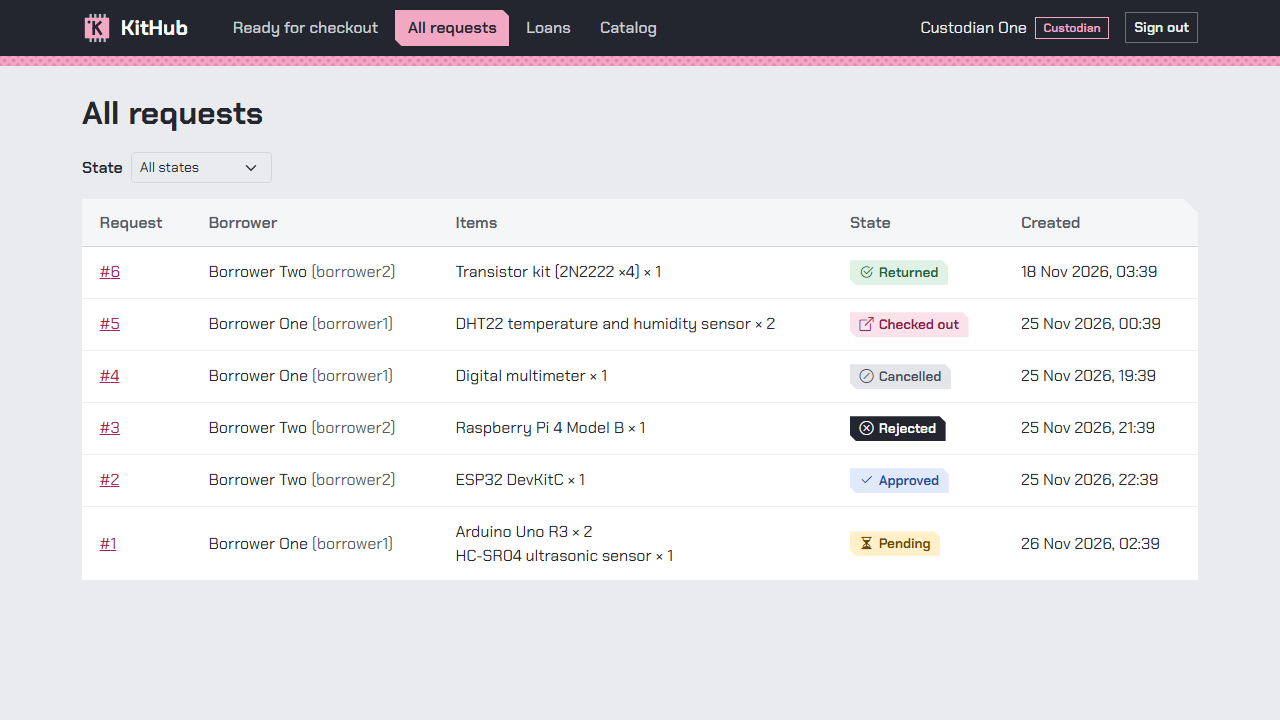 KitHub Ready for checkout All requests Loans Catalog Custodian One Custodian Sign out
All requests
State All states
Request Borrower Items State Created
#6 Borrower Two (borrower2) Transistor kit (2N2222 ×4) × 1 Returned 18 Nov 2026, 03:39
#5 Borrower One (borrower1) DHT22 temperature and humidity sensor × 2 Checked out 25 Nov 2026, 00:39
#4 Borrower One (borrower1) Digital multimeter × 1 Cancelled 25 Nov 2026, 19:39
#3 Borrower Two (borrower2) Raspberry Pi 4 Model B × 1 Rejected 25 Nov 2026, 21:39
#2 Borrower Two (borrower2) ESP32 DevKitC × 1 Approved 25 Nov 2026, 22:39
#1 Borrower One (borrower1) Arduino Uno R3 × 2 Pending 26 Nov 2026, 02:39
HC-SR04 ultrasonic sensor × 1